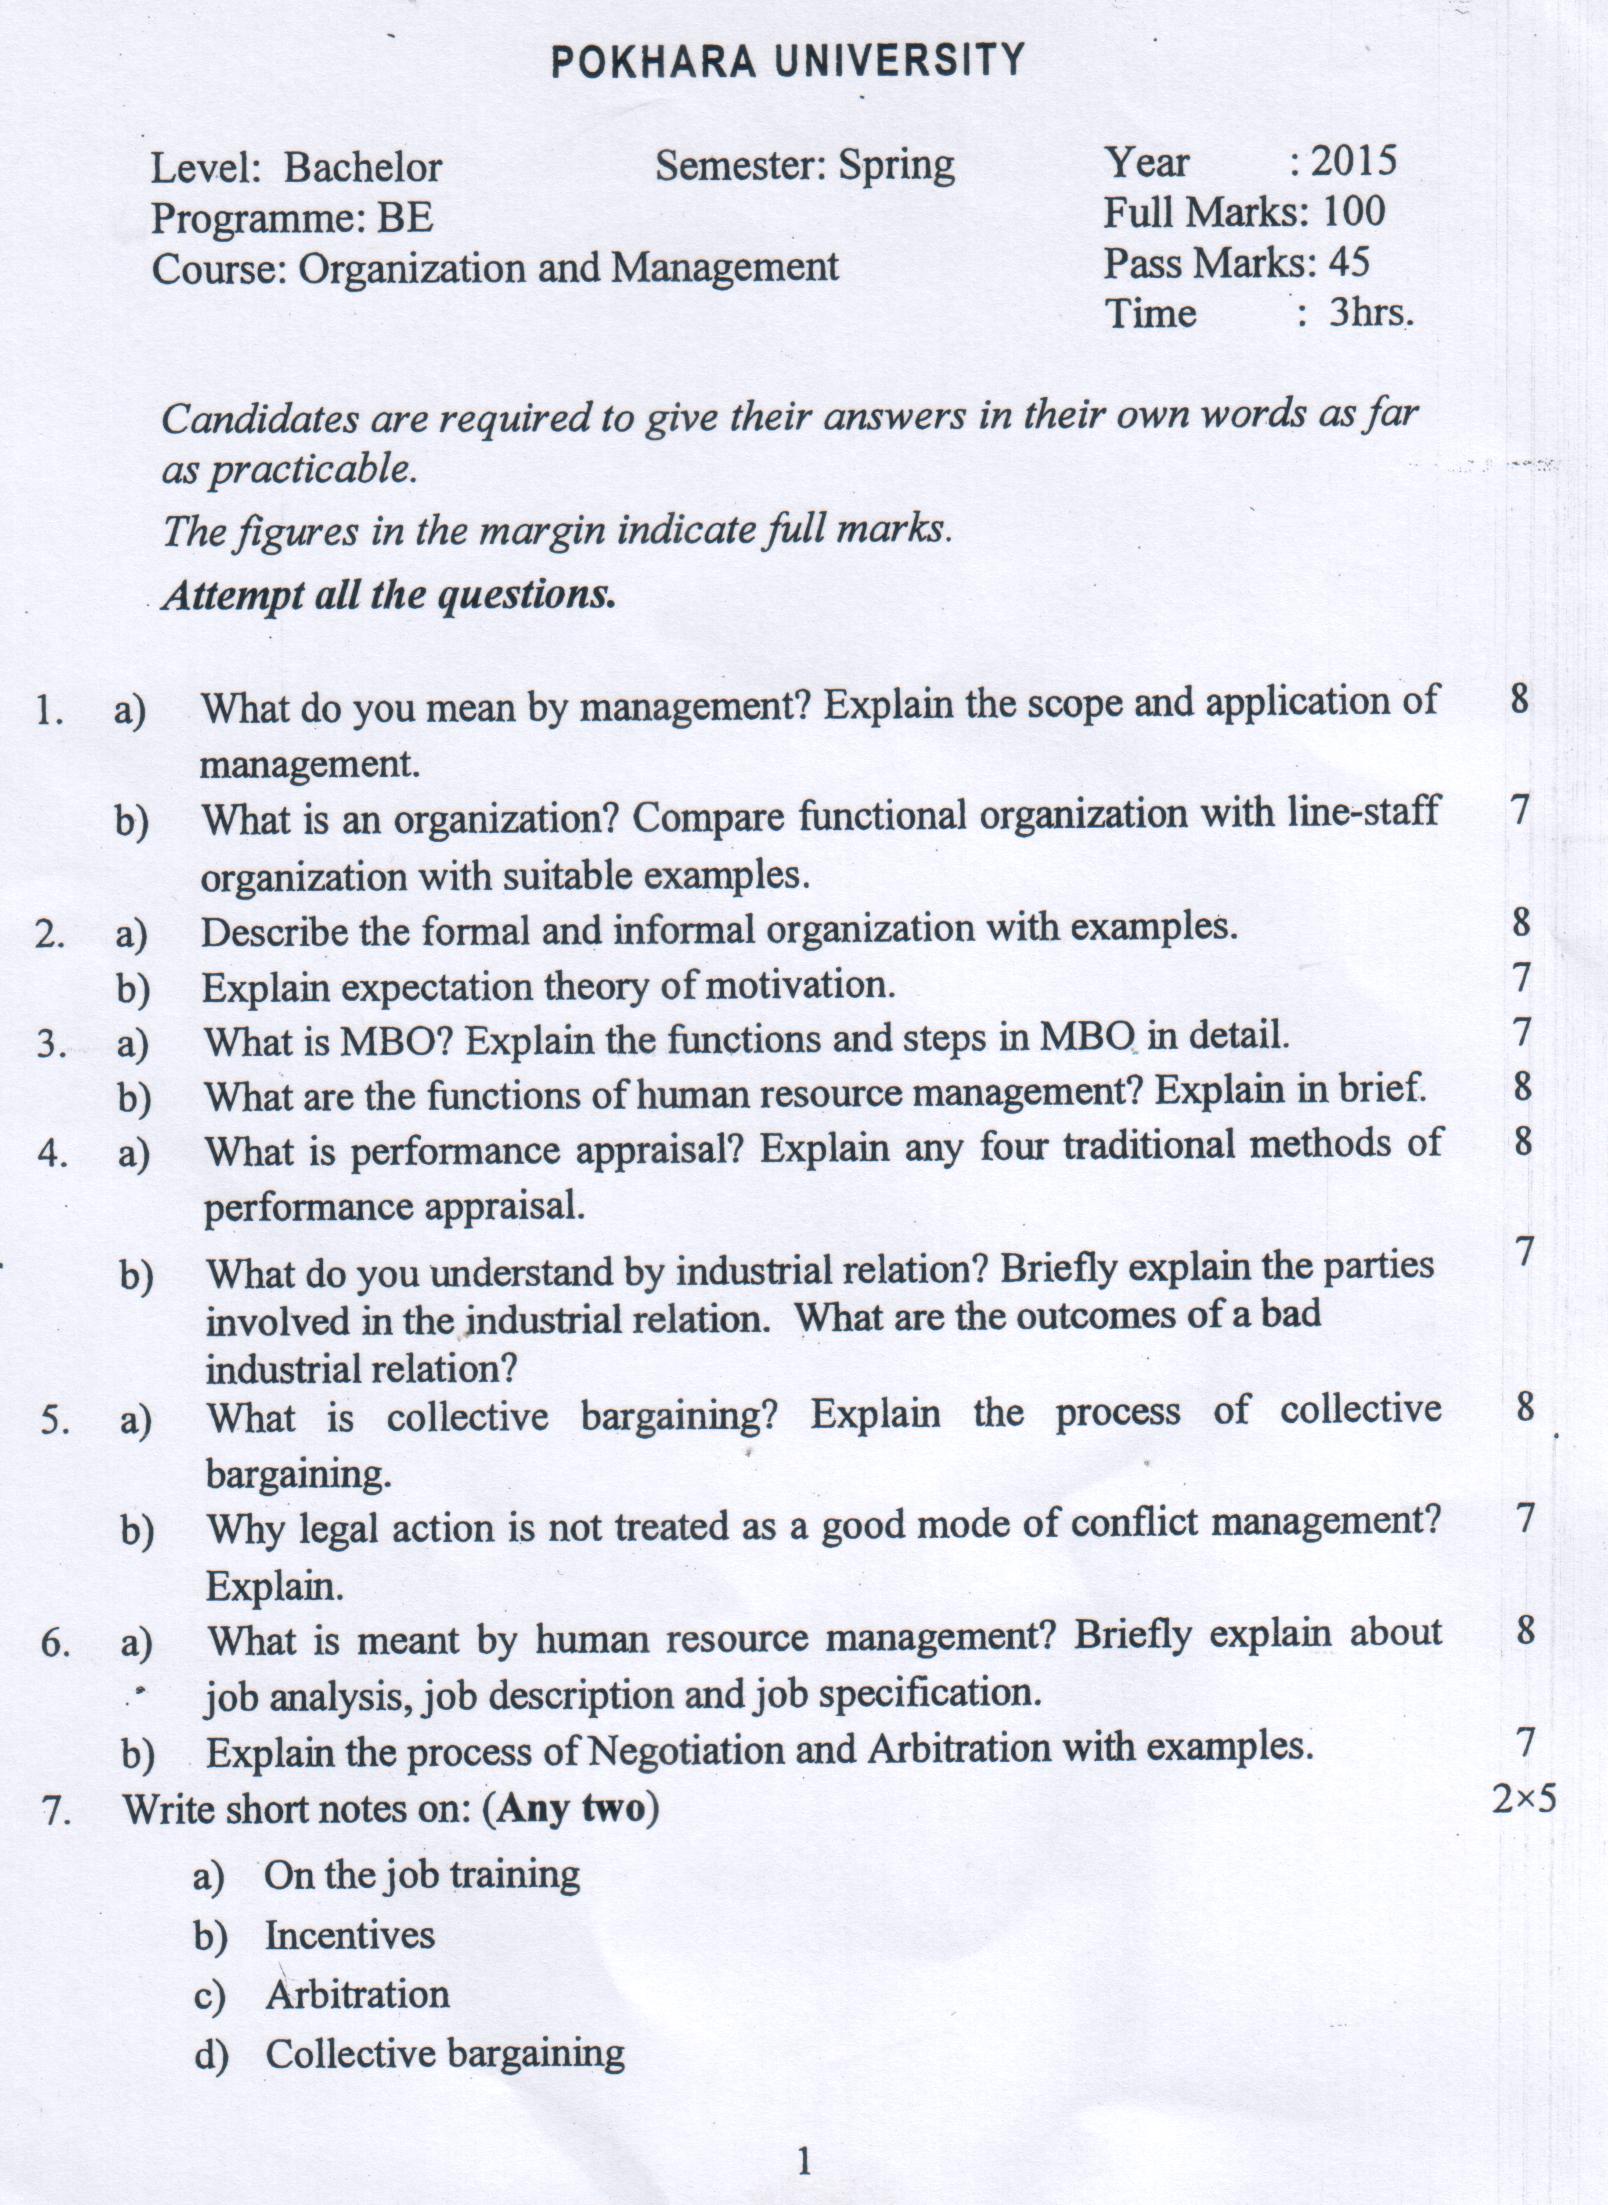 POKHARA UNIVERSITY
Level: Bachelor Semester: Spring Year : 2015
Programme: BE Full Marks: 100
Course: Organization and Management Pass Marks: 45
Time : 3hrs.
Candidates are required to give their answers in their own words as far
as practicable.
The figures in the margin indicate full marks.
Attempt all the questions.
1. a) What do you mean by management? Explain the scope and application of 8
management.
b) What is an organization? Compare functional organization with line-staff 7
organization with suitable examples.
2. a) Describe the formal and informal organization with examples. 8
b) Explain expectation theory of motivation. 7
3. a) What is MBO? Explain the functions and steps in MBO in detail. 7
b) What are the functions of human resource management? Explain in brief. 8
4. a) What is performance appraisal? Explain any four traditional methods of 8
performance appraisal.
b) What do you understand by industrial relation? Briefly explain the parties 7
involved in the industrial relation. What are the outcomes of a bad
industrial relation?
5. a) What is collective bargaining? Explain the process of collective 8
bargaining.
b) Why legal action is not treated as a good mode of conflict management? 7
Explain.
6. a) What is meant by human resource management? Briefly explain about 8
job analysis, job description and job specification.
b) Explain the process of Negotiation and Arbitration with examples. 7
7. Write short notes on: (Any two) 2×5
a) On the job training
b) Incentives
c) Arbitration
d) Collective bargaining
1